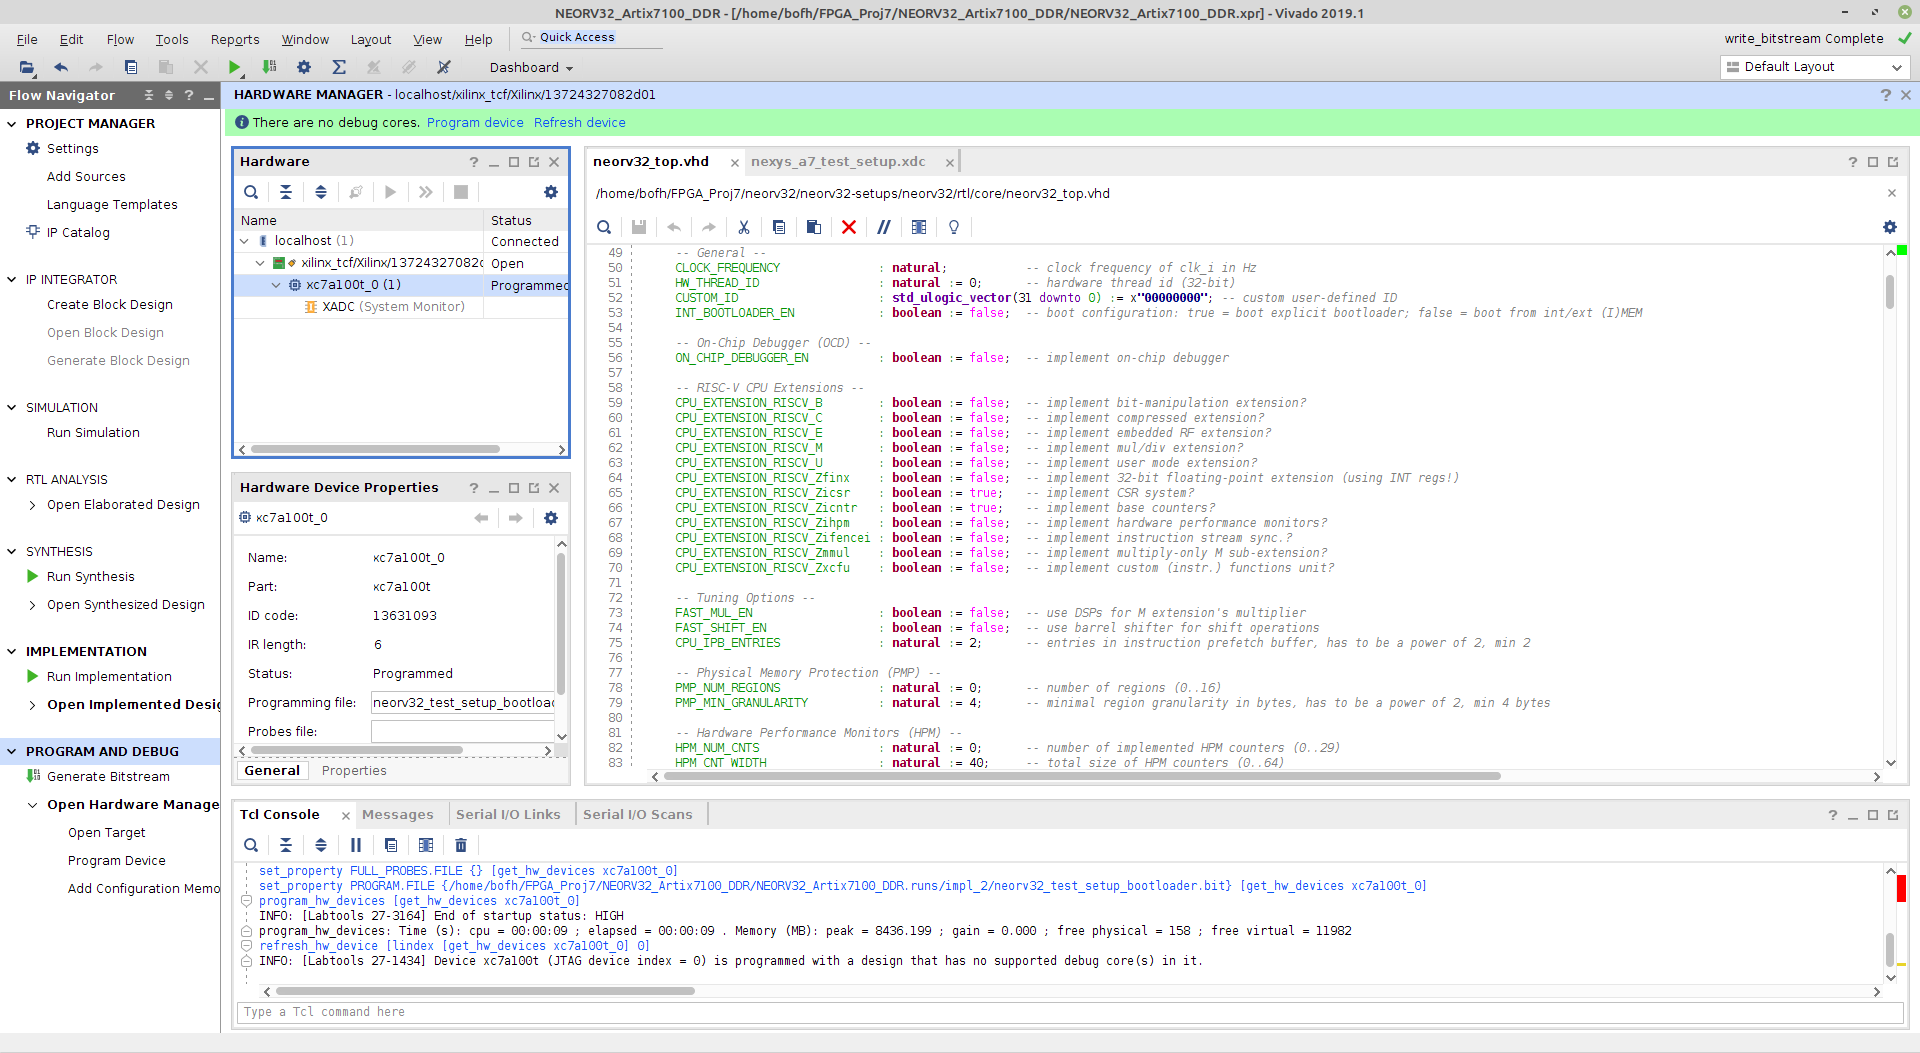 NEORV32_Artix7100_DDR - [/home/bofh/FPGA_Proj7/NEORV32_Artix7100_DDR/NEORV32_Artix7100_DDR.xpr] - Vivado 2019.1
File Edit Flow Tools Reports Window Layout View Help Quick Access
write_bitstream Complete
Dashboard
Default Layout
Flow Navigator
PROJECT MANAGER
Settings
Add Sources
Language Templates
IP Catalog
IP INTEGRATOR
Create Block Design
Open Block Design
Generate Block Design
SIMULATION
Run Simulation
RTL ANALYSIS
Open Elaborated Design
SYNTHESIS
Run Synthesis
Open Synthesized Design
IMPLEMENTATION
Run Implementation
Open Implemented Desig
PROGRAM AND DEBUG
Generate Bitstream
Open Hardware Manage
Open Target
Program Device
Add Configuration Memo
HARDWARE MANAGER - localhost/xilinx_tcf/Xilinx/13724327082d01
There are no debug cores. Program device Refresh device
Hardware
Name Status
localhost (1) Connected
xilinx_tcf/Xilinx/13724327082c Open
xc7a100t_0 (1) Programmed
XADC (System Monitor)
Hardware Device Properties
xc7a100t_0
Name: xc7a100t_0
Part: xc7a100t
ID code: 13631093
IR length: 6
Status: Programmed
Programming file: neorv32_test_setup_bootloac
Probes file:
General Properties
neorv32_top.vhd nexys_a7_test_setup.xdc
/home/bofh/FPGA_Proj7/neorv32/neorv32-setups/neorv32/rtl/core/neorv32_top.vhd
49 -- General --
50 CLOCK_FREQUENCY : natural; -- clock frequency of clk_i in Hz
51 HW_THREAD_ID : natural := 0; -- hardware thread id (32-bit)
52 CUSTOM_ID : std_ulogic_vector(31 downto 0) := x"00000000"; -- custom user-defined ID
53 INT_BOOTLOADER_EN : boolean := false; -- boot configuration: true = boot explicit bootloader; false = boot from int/ext (I)MEM
54
55 -- On-Chip Debugger (OCD) --
56 ON_CHIP_DEBUGGER_EN : boolean := false; -- implement on-chip debugger
57
58 -- RISC-V CPU Extensions --
59 CPU_EXTENSION_RISCV_B : boolean := false; -- implement bit-manipulation extension?
60 CPU_EXTENSION_RISCV_C : boolean := false; -- implement compressed extension?
61 CPU_EXTENSION_RISCV_E : boolean := false; -- implement embedded RF extension?
62 CPU_EXTENSION_RISCV_M : boolean := false; -- implement mul/div extension?
63 CPU_EXTENSION_RISCV_U : boolean := false; -- implement user mode extension?
64 CPU_EXTENSION_RISCV_Zfinx : boolean := false; -- implement 32-bit floating-point extension (using INT regs!)
65 CPU_EXTENSION_RISCV_Zicsr : boolean := true; -- implement CSR system?
66 CPU_EXTENSION_RISCV_Zicntr : boolean := true; -- implement base counters?
67 CPU_EXTENSION_RISCV_Zihpm : boolean := false; -- implement hardware performance monitors?
68 CPU_EXTENSION_RISCV_Zifencei : boolean := false; -- implement instruction stream sync.?
69 CPU_EXTENSION_RISCV_Zmmul : boolean := false; -- implement multiply-only M sub-extension?
70 CPU_EXTENSION_RISCV_Zxcfu : boolean := false; -- implement custom (instr.) functions unit?
71
72 -- Tuning Options --
73 FAST_MUL_EN : boolean := false; -- use DSPs for M extension's multiplier
74 FAST_SHIFT_EN : boolean := false; -- use barrel shifter for shift operations
75 CPU_IPB_ENTRIES : natural := 2; -- entries in instruction prefetch buffer, has to be a power of 2, min 2
76
77 -- Physical Memory Protection (PMP) --
78 PMP_NUM_REGIONS : natural := 0; -- number of regions (0..16)
79 PMP_MIN_GRANULARITY : natural := 4; -- minimal region granularity in bytes, has to be a power of 2, min 4 bytes
80
81 -- Hardware Performance Monitors (HPM) --
82 HPM_NUM_CNTS : natural := 0; -- number of implemented HPM counters (0..29)
83 HPM_CNT_WIDTH : natural := 40; -- total size of HPM counters (0..64)
Tcl Console Messages Serial I/O Links Serial I/O Scans
set_property FULL_PROBES.FILE {} [get_hw_devices xc7a100t_0]
set_property PROGRAM.FILE {/home/bofh/FPGA_Proj7/NEORV32_Artix7100_DDR/NEORV32_Artix7100_DDR.runs/impl_2/neorv32_test_setup_bootloader.bit} [get_hw_devices xc7a100t_0]
program_hw_devices [get_hw_devices xc7a100t_0]
INFO: [Labtools 27-3164] End of startup status: HIGH
program_hw_devices: Time (s): cpu = 00:00:09 ; elapsed = 00:00:09 . Memory (MB): peak = 8436.199 ; gain = 0.000 ; free physical = 158 ; free virtual = 11982
refresh_hw_device [lindex [get_hw_devices xc7a100t_0] 0]
INFO: [Labtools 27-1434] Device xc7a100t (JTAG device index = 0) is programmed with a design that has no supported debug core(s) in it.
Type a Tcl command here